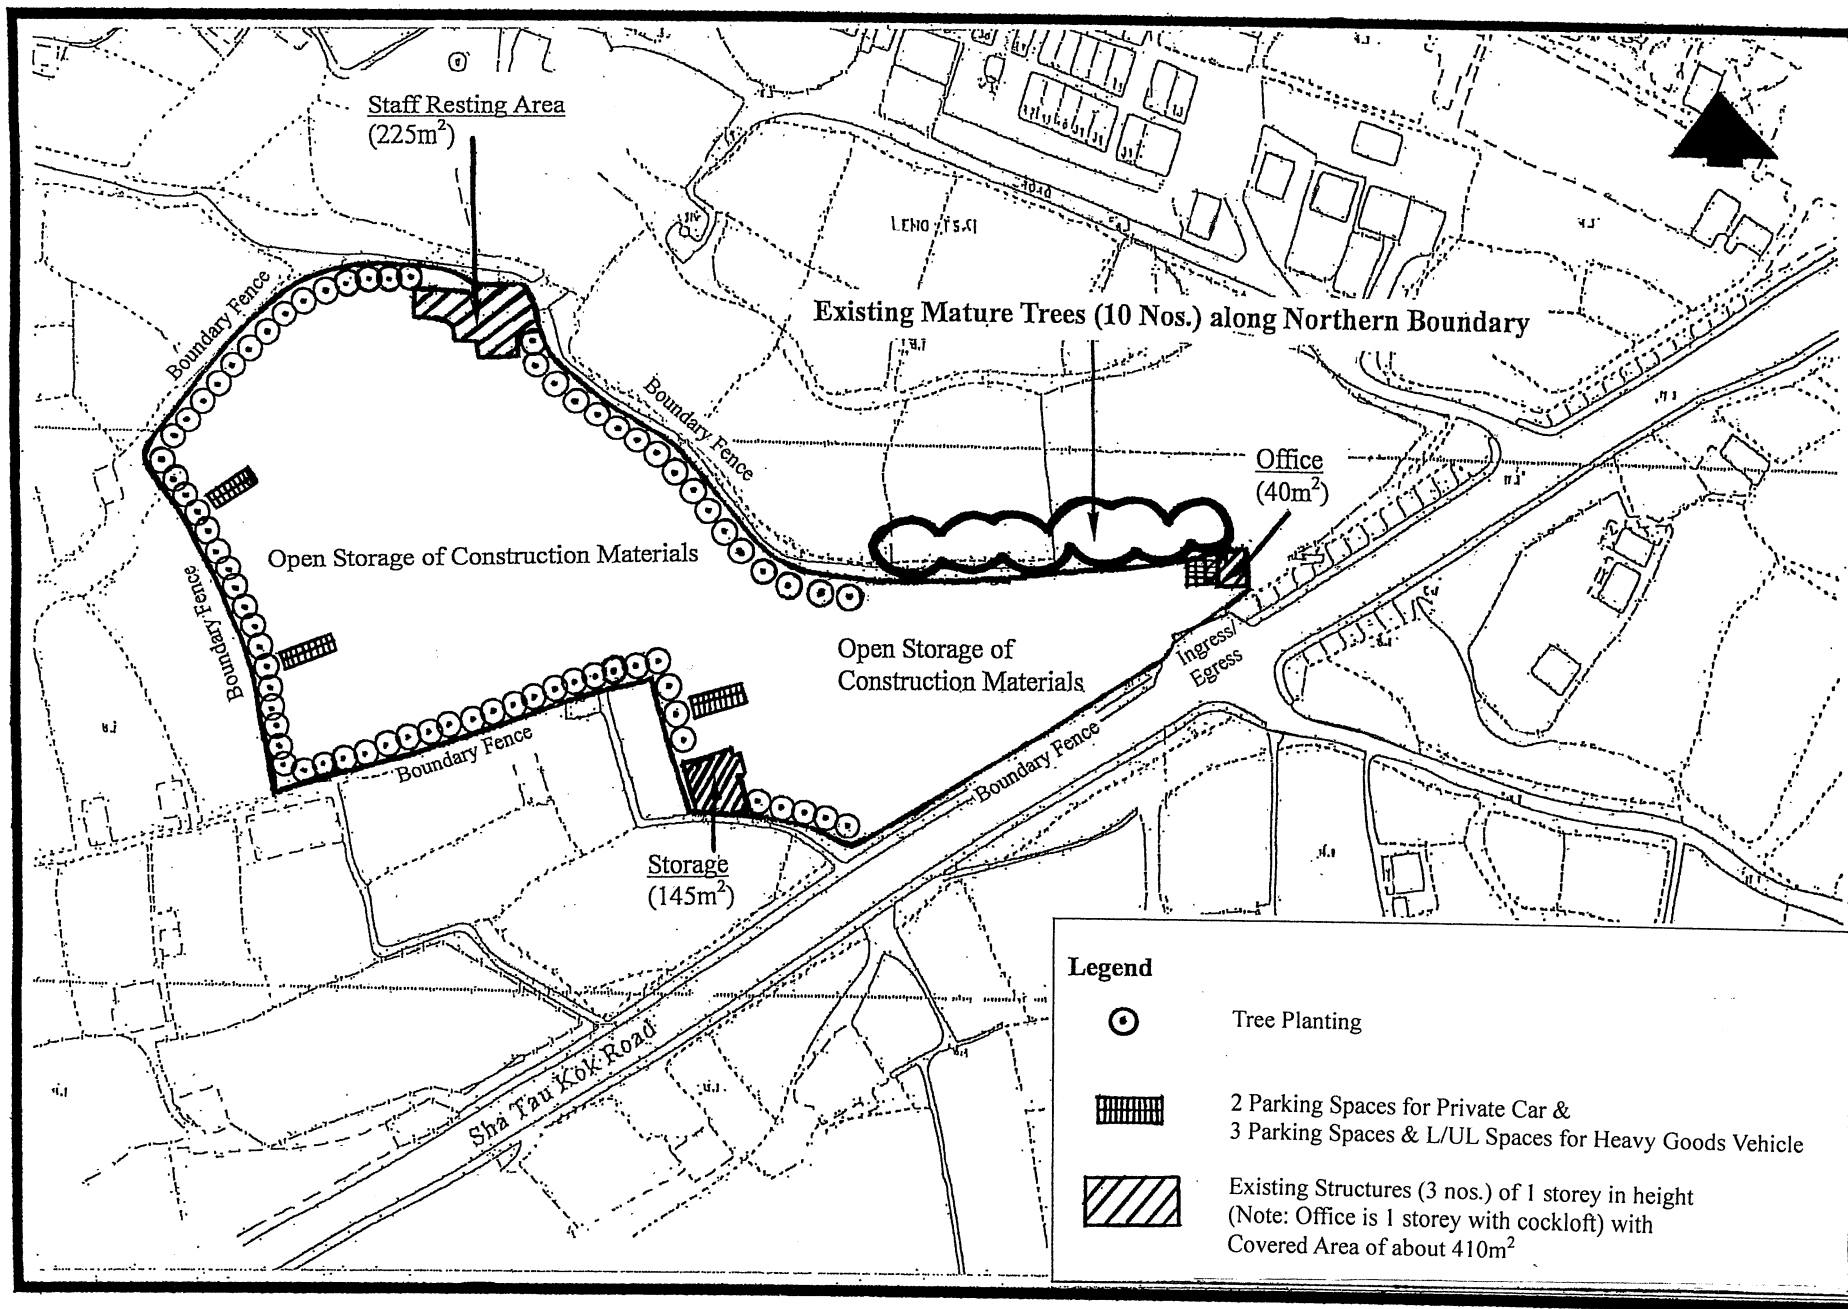 Staff Resting Area
(225m²)
Boundary Fence
Existing Mature Trees (10 Nos.) along Northern Boundary
Boundary Fence
Office
(40m²)
Open Storage of Construction Materials
Boundary Fence
Open Storage of
Construction Materials
Ingress/
Egress
Boundary Fence
Boundary Fence
Storage
(145m²)
Sha Tau Kok Road
Legend
Tree Planting
2 Parking Spaces for Private Car &
3 Parking Spaces & L/UL Spaces for Heavy Goods Vehicle
Existing Structures (3 nos.) of 1 storey in height
(Note: Office is 1 storey with cockloft) with
Covered Area of about 410m²